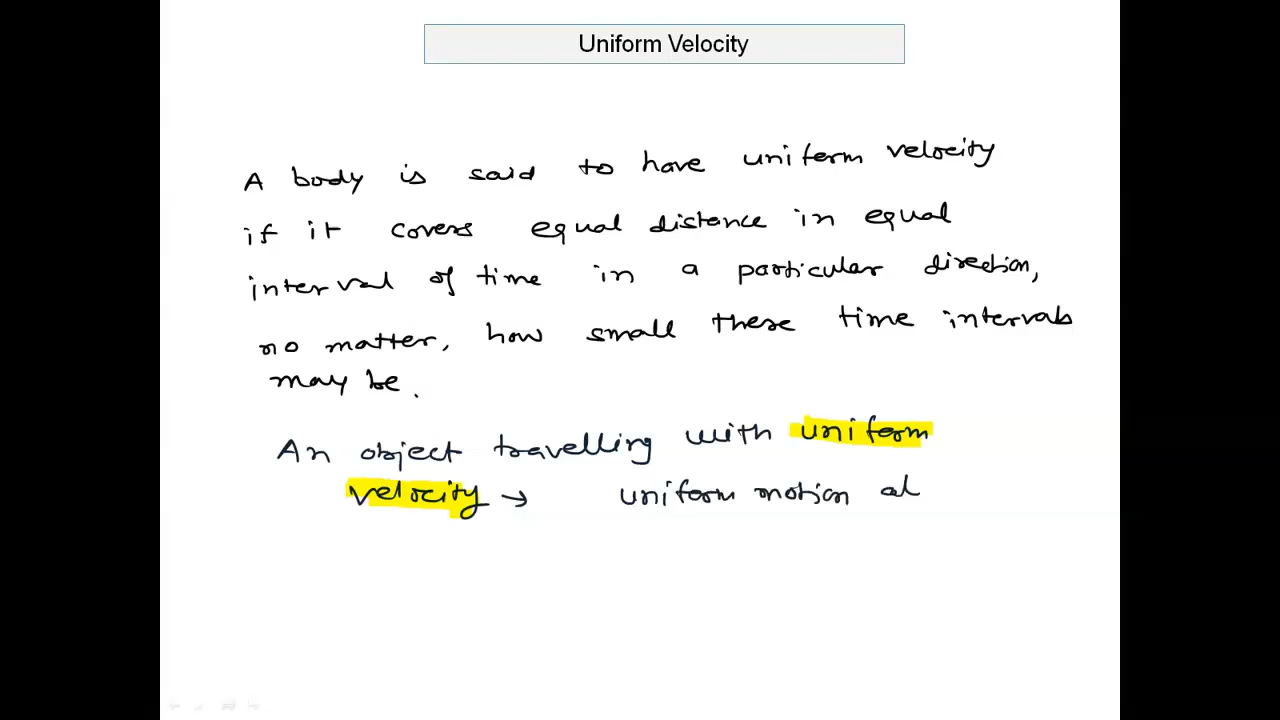 Uniform Velocity
A body is said to have uniform velocity
if it covers equal distance in equal
interval of time in a particular direction,
no matter, how small these time intervals
may be.
An object travelling with uniform
velocity → uniform motion al